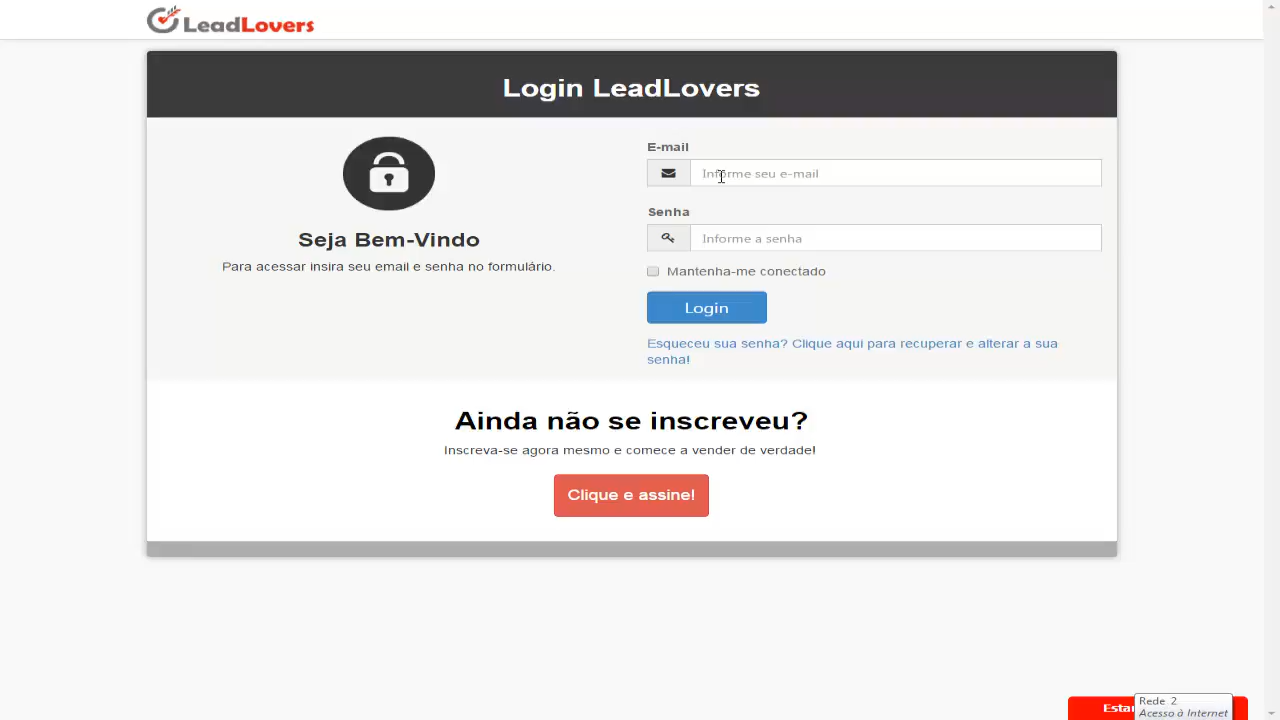 LeadLovers
Login LeadLovers
Seja Bem-Vindo
Para acessar insira seu email e senha no formulário.
E-mail
Informe seu e-mail
Senha
Informe a senha
Mantenha-me conectado
Login
Esqueceu sua senha? Clique aqui para recuperar e alterar a sua
senha!
Ainda não se inscreveu?
Inscreva-se agora mesmo e comece a vender de verdade!
Clique e assine!
Rede 2
Acesso à Internet